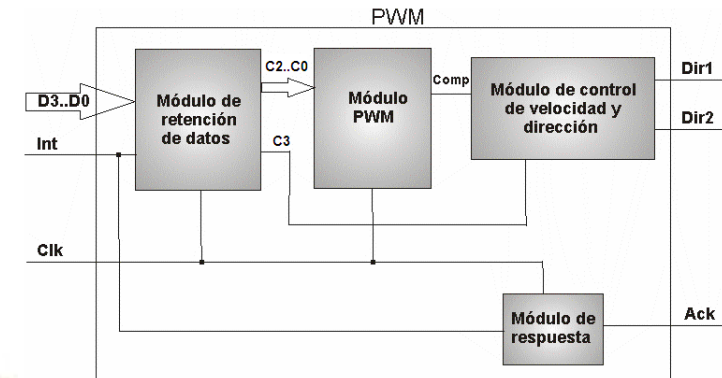 PWM
D3..D0
Int
Clk
Módulo de
retención
de datos
C2..C0
C3
Módulo
PWM
Comp
Módulo de control
de velocidad y
dirección
Dir1
Dir2
Módulo de
respuesta
Ack